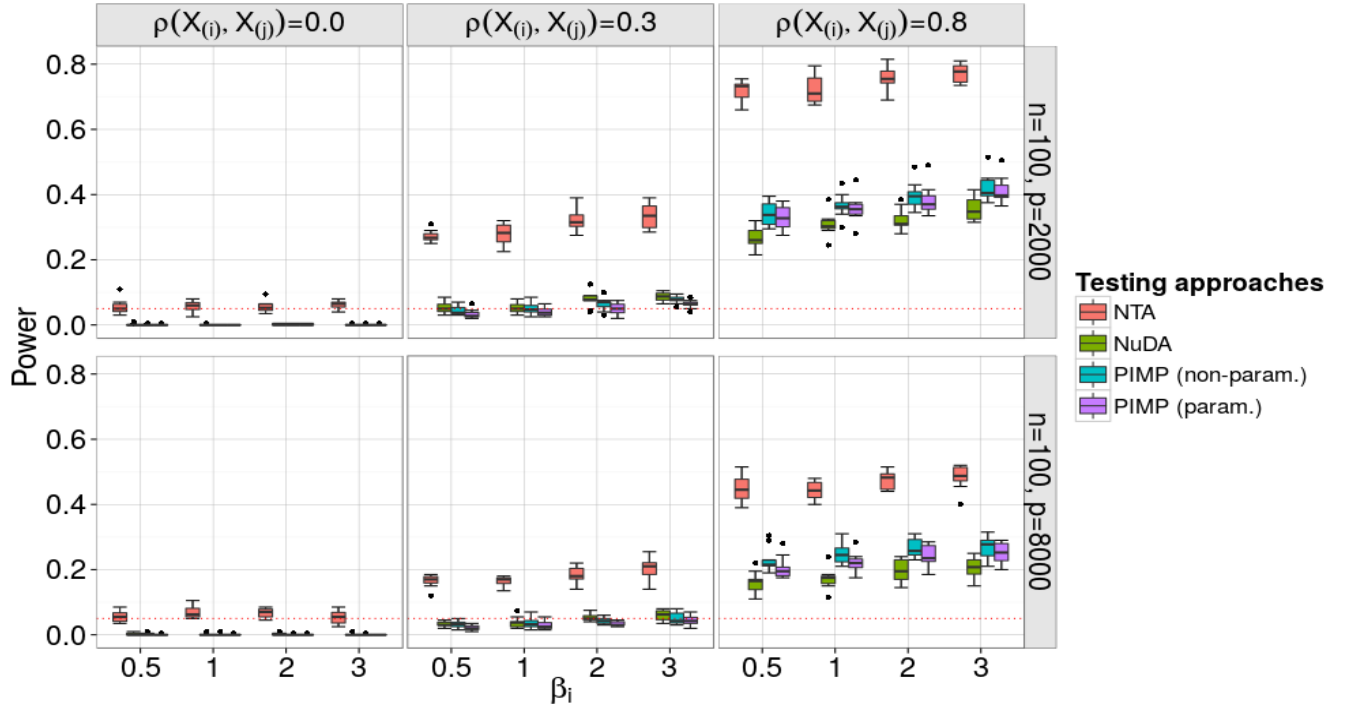 ρ(X(i), X(j))=0.0
ρ(X(i), X(j))=0.3
ρ(X(i), X(j))=0.8
0.8
0.6
0.4
0.2
0.0
n=100, p=2000
Power
0.8
0.6
0.4
0.2
0.0
n=100, p=8000
0.5 1 2 3
0.5 1 2 3
0.5 1 2 3
βi
Testing approaches
NTA
NuDA
PIMP (non-param.)
PIMP (param.)